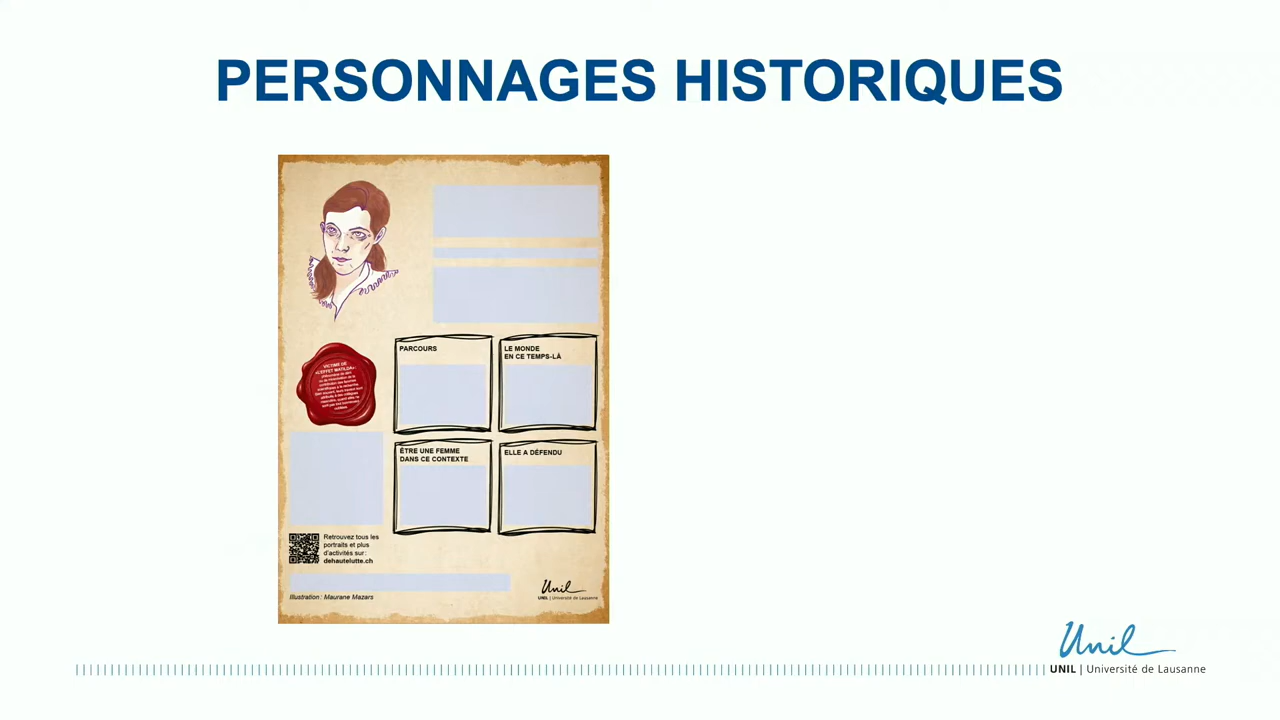 PERSONNAGES HISTORIQUES
PARCOURS
LE MONDE
EN CE TEMPS-LÀ
VICTIME DE
«L'EFFET MATILDA»:
ÊTRE UNE FEMME
DANS CE CONTEXTE
ELLE A DÉFENDU
Retrouvez tous les
portraits et plus
d'activités sur:
dehautelutte.ch
Illustration: Maurane Mazars
Unil
UNIL | Université de Lausanne
Unil
UNIL | Université de Lausanne